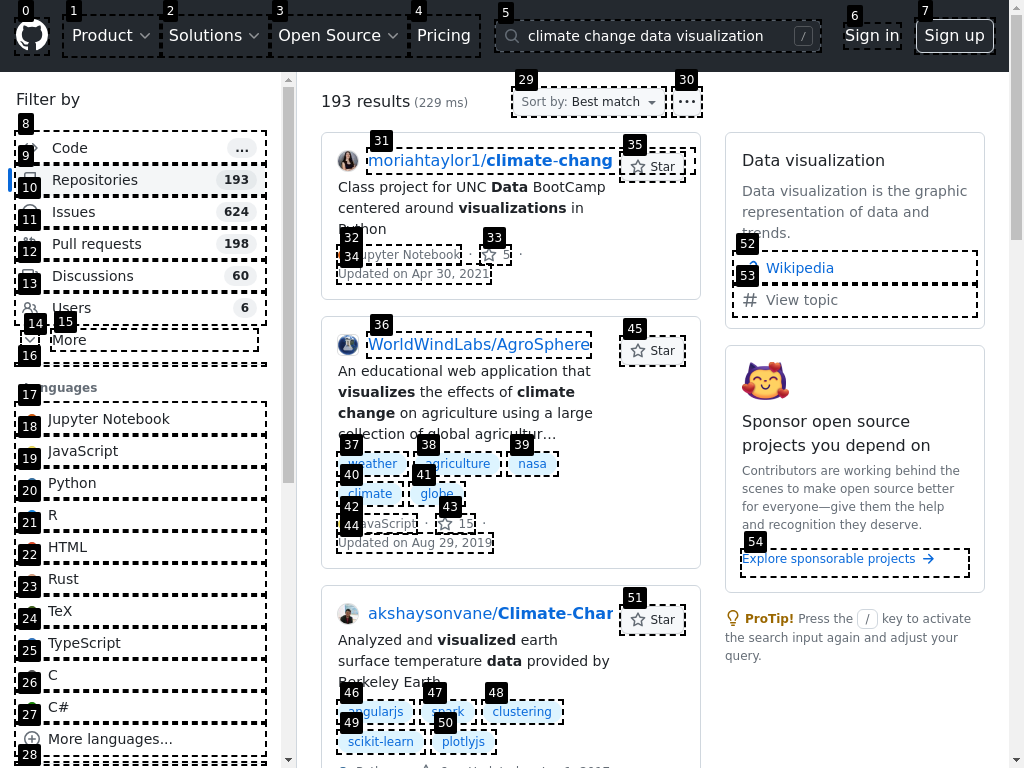 0
1
2
3
4
5
6
7
Product
Solutions
Open Source
Pricing
climate change data visualization
/
Sign in
Sign up
Filter by
8
Code
...
9
Repositories
193
10
Issues
624
11
Pull requests
198
12
Discussions
60
13
Users
6
14
15
More
16
Languages
17
Jupyter Notebook
18
JavaScript
19
Python
20
R
21
HTML
22
Rust
23
TeX
24
TypeScript
25
C
26
C#
27
More languages...
28
193 results (229 ms)
29
Sort by: Best match
30
31
moriahtaylor1/climate-chang
35
Star
Class project for UNC Data BootCamp
centered around visualizations in
Python
32
33
Jupyter Notebook · 5 ·
34
Updated on Apr 30, 2021
36
WorldWindLabs/AgroSphere
45
Star
An educational web application that
visualizes the effects of climate
change on agriculture using a large
collection of global agricultur...
37
38
39
weather
agriculture
nasa
40
41
climate
globe
42
43
JavaScript · 15 ·
44
Updated on Aug 29, 2019
akshaysonvane/Climate-Char
51
Star
Analyzed and visualized earth
surface temperature data provided by
Berkeley Earth
46
47
48
angularjs
spark
clustering
49
50
scikit-learn
plotlyjs
Data visualization
Data visualization is the graphic
representation of data and
trends.
52
Wikipedia
53
View topic
Sponsor open source
projects you depend on
Contributors are working behind the
scenes to make open source better
for everyone—give them the help
and recognition they deserve.
54
Explore sponsorable projects
ProTip! Press the / key to activate
the search input again and adjust your
query.